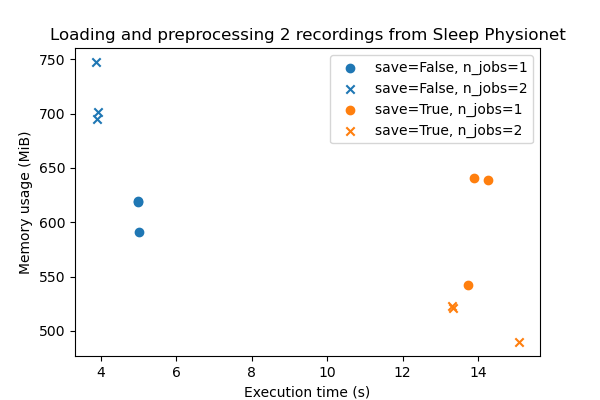 Loading and preprocessing 2 recordings from Sleep Physionet
750
700
650
600
550
500
Memory usage (MiB)
save=False, n_jobs=1
save=False, n_jobs=2
save=True, n_jobs=1
save=True, n_jobs=2
4 6 8 10 12 14
Execution time (s)